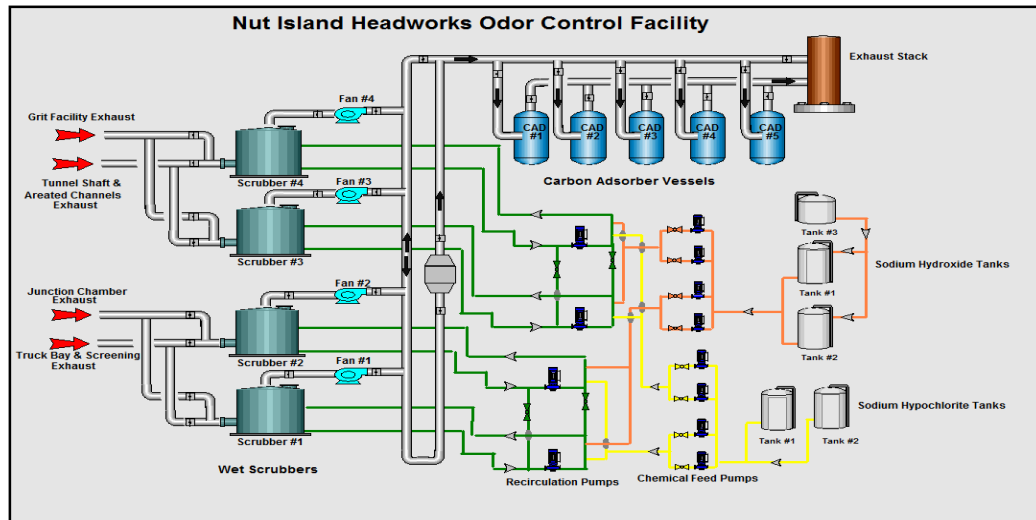 Nut Island Headworks Odor Control Facility
Exhaust Stack
Fan #4
Grit Facility Exhaust
CAD
#1
CAD
#2
CAD
#3
CAD
#4
CAD
#5
Carbon Adsorber Vessels
Scrubber #4
Tunnel Shaft &
Areated Channels
Exhaust
Fan #3
Scrubber #3
Tank #3
Sodium Hydroxide Tanks
Tank #1
Tank #2
Junction Chamber
Exhaust
Fan #2
Truck Bay & Screening
Exhaust
Scrubber #2
Fan #1
Scrubber #1
Sodium Hypochlorite Tanks
Tank #1
Tank #2
Wet Scrubbers
Recirculation Pumps
Chemical Feed Pumps